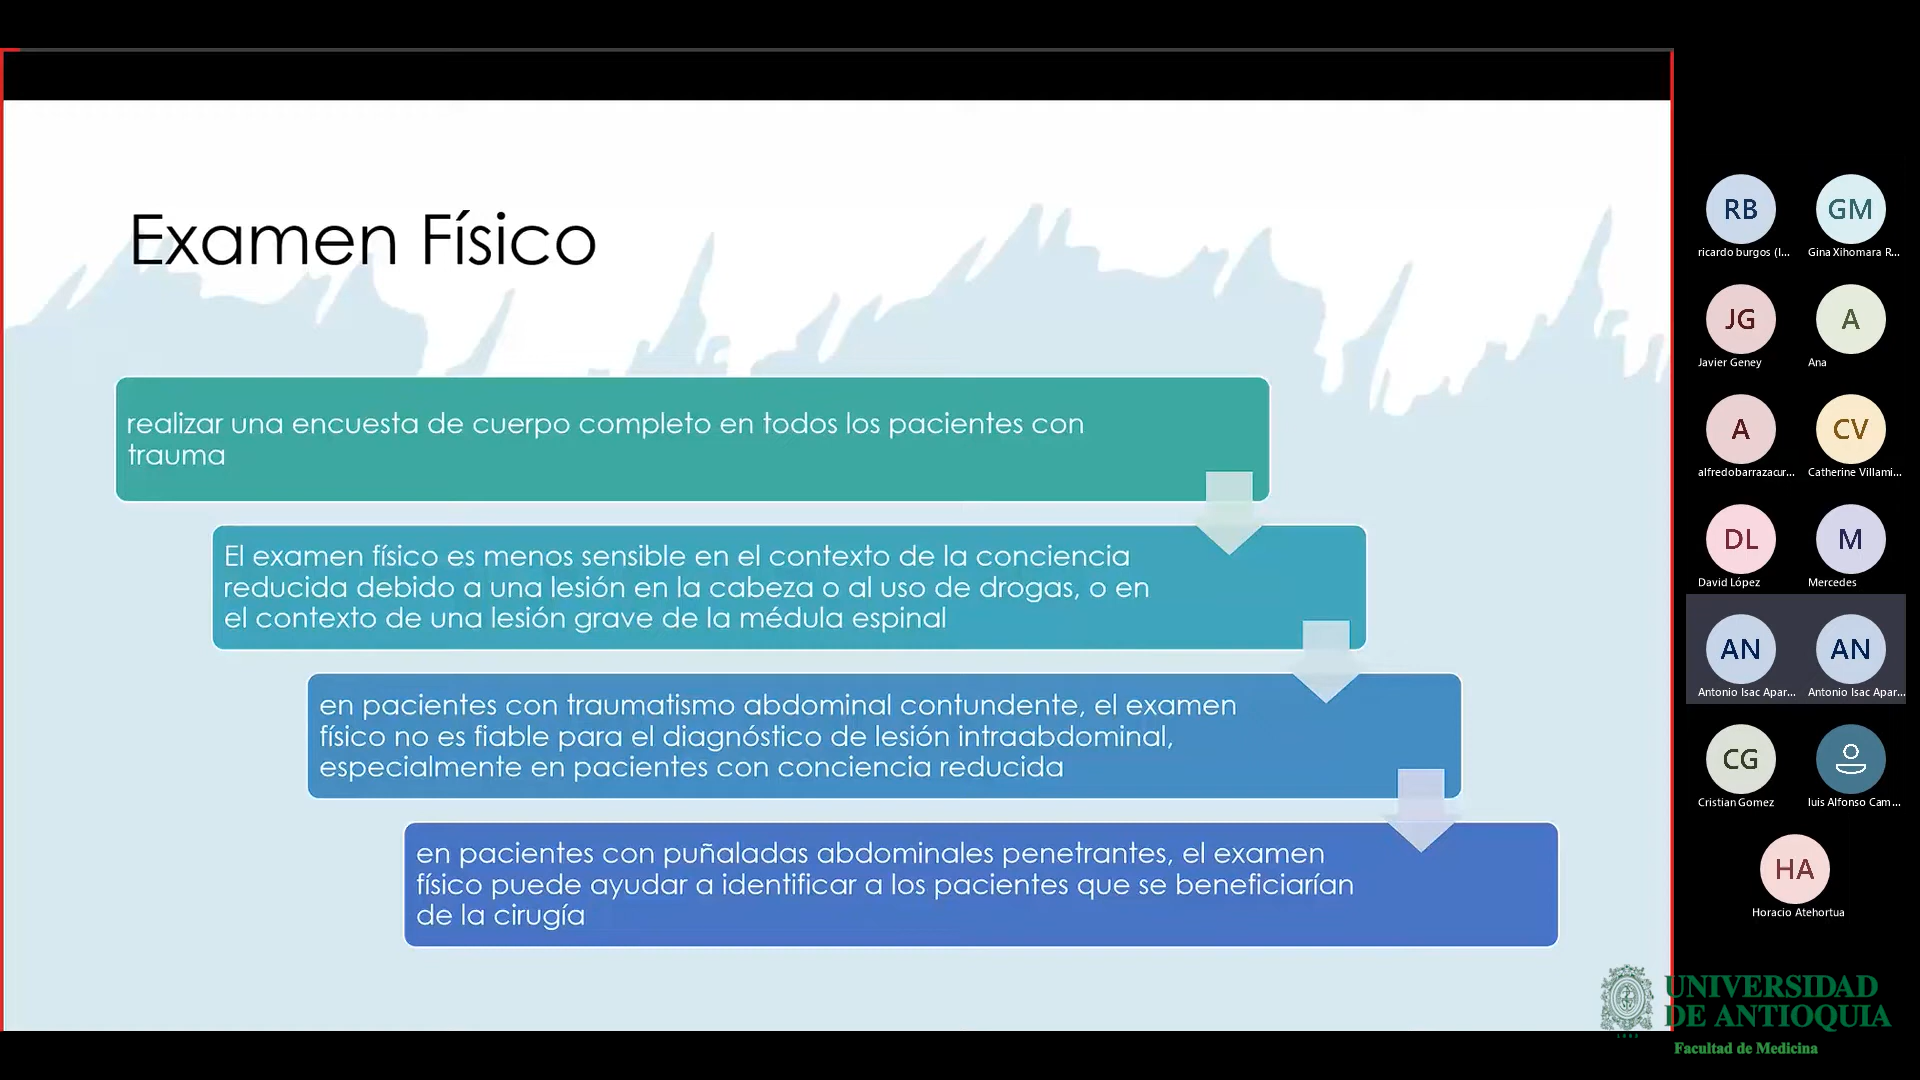 Examen Físico
realizar una encuesta de cuerpo completo en todos los pacientes con
trauma
El examen físico es menos sensible en el contexto de la conciencia
reducida debido a una lesión en la cabeza o al uso de drogas, o en
el contexto de una lesión grave de la médula espinal
en pacientes con traumatismo abdominal contundente, el examen
físico no es fiable para el diagnóstico de lesión intraabdominal,
especialmente en pacientes con conciencia reducida
en pacientes con puñaladas abdominales penetrantes, el examen
físico puede ayudar a identificar a los pacientes que se beneficiarían
de la cirugía
RB
GM
ricardo burgos (I...
Gina Xihomara R...
JG
A
Javier Geney
Ana
A
CV
alfredobarrazacur...
Catherine Villami...
DL
M
David López
Mercedes
AN
AN
Antonio Isac Apar...
Antonio Isac Apar...
CG
Cristian Gomez
luis Alfonso Cam...
HA
Horacio Atehortua
UNIVERSIDAD
DE ANTIOQUIA
Facultad de Medicina